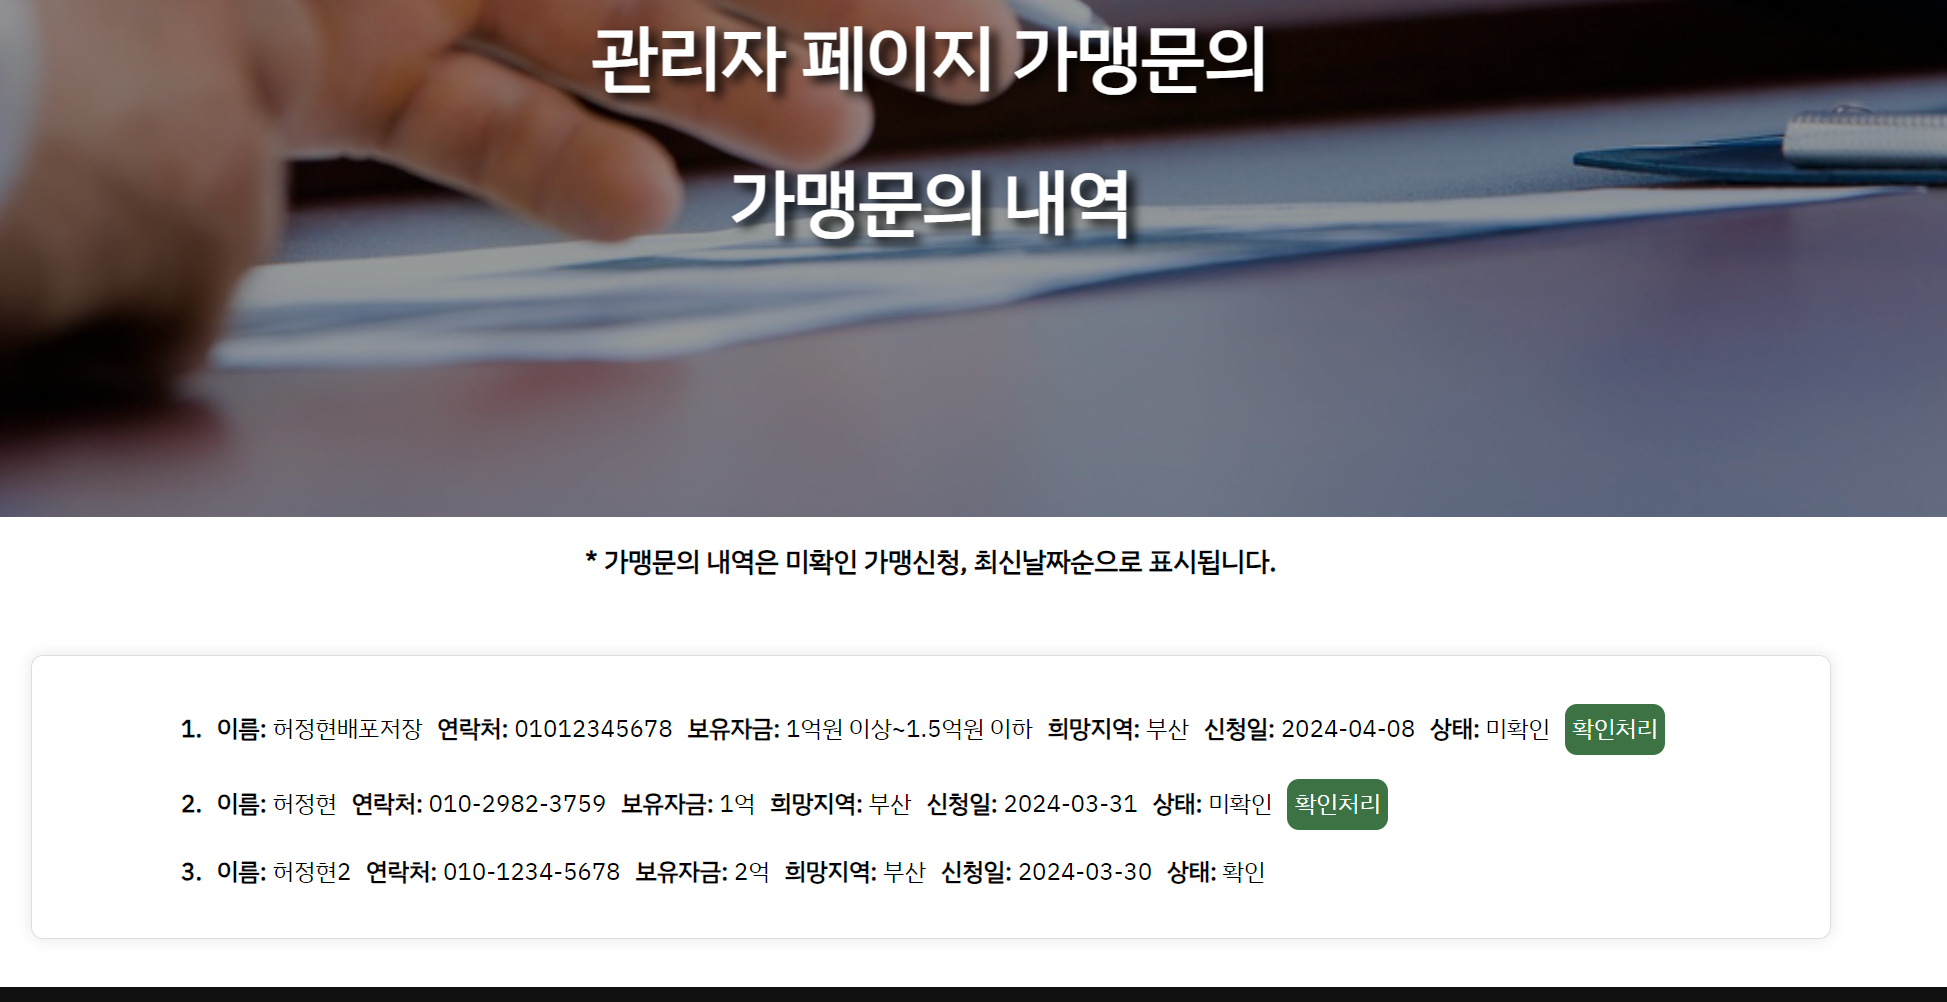 관리자 페이지 가맹문의
가맹문의 내역
* 가맹문의 내역은 미확인 가맹신청, 최신날짜순으로 표시됩니다.
1. 이름: 허정현배포저장 연락처: 01012345678 보유자금: 1억원 이상~1.5억원 이하 희망지역: 부산 신청일: 2024-04-08 상태: 미확인 확인처리
2. 이름: 허정현 연락처: 010-2982-3759 보유자금: 1억 희망지역: 부산 신청일: 2024-03-31 상태: 미확인 확인처리
3. 이름: 허정현2 연락처: 010-1234-5678 보유자금: 2억 희망지역: 부산 신청일: 2024-03-30 상태: 확인